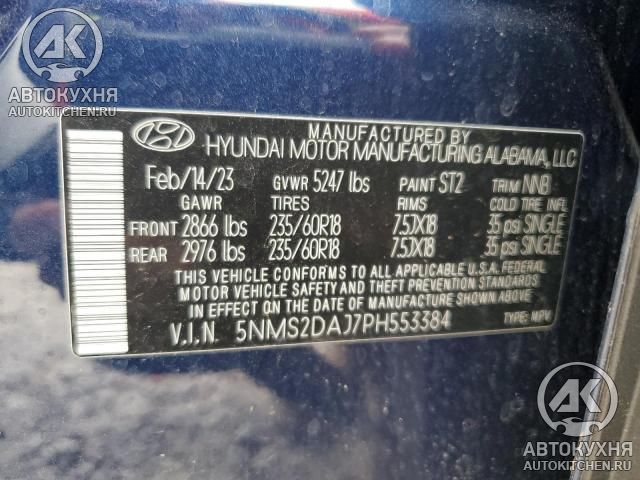 АВТОКУХНЯ
AUTOKITCHEN.RU
MANUFACTURED BY
HYUNDAI MOTOR MANUFACTURING ALABAMA, LLC
Feb/14/23 GVWR 5247 lbs PAINT ST2 TRIM NNB
GAWR TIRES RIMS COLD TIRE INFL
FRONT 2866 lbs 235/60R18 7.5JX18 35 psi SINGLE
REAR 2976 lbs 235/60R18 7.5JX18 35 psi SINGLE
THIS VEHICLE CONFORMS TO ALL APPLICABLE U.S.A. FEDERAL
MOTOR VEHICLE SAFETY AND THEFT PREVENTION STANDARDS
IN EFFECT ON THE DATE OF MANUFACTURE SHOWN ABOVE.
V.I.N. 5NMS2DAJ7PH553384 TYPE: MPV
АК
АВТОКУХНЯ
AUTOKITCHEN.RU